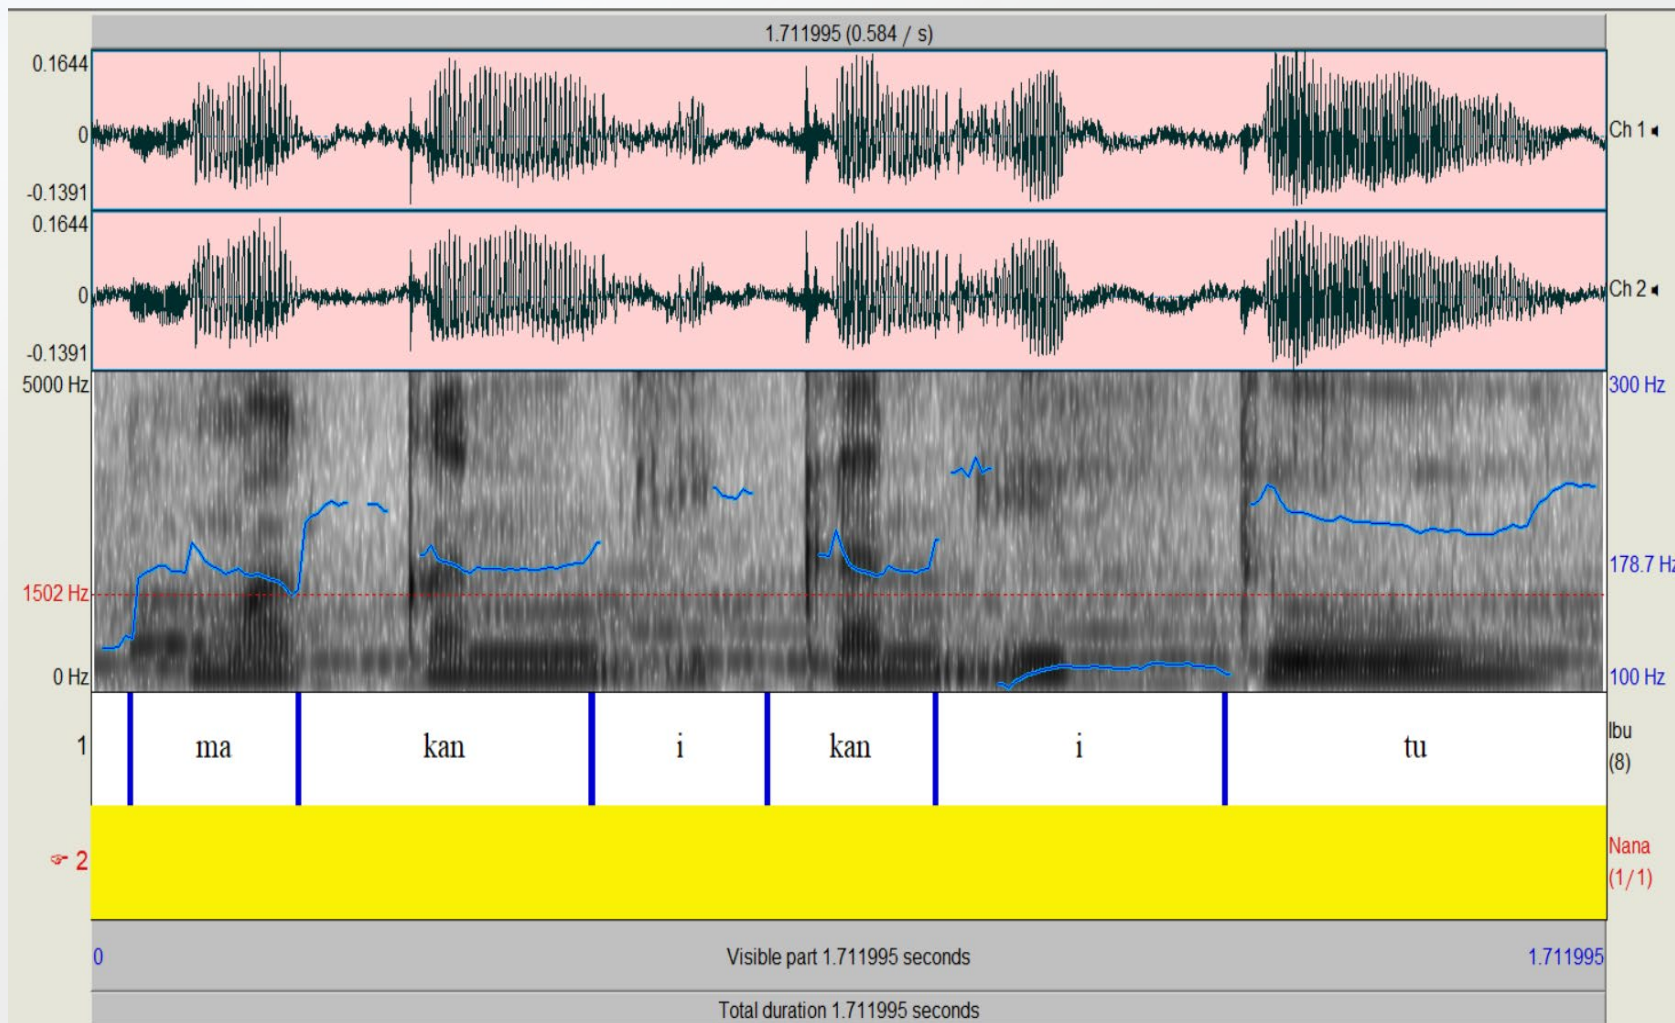 1.711995 (0.584 / s)
0.1644
0
-0.1391
Ch 1
0.1644
0
-0.1391
Ch 2
5000 Hz
1502 Hz
0 Hz
300 Hz
178.7 Hz
100 Hz
1 ma kan i kan i tu Ibu
(8)
☞ 2 Nana
(1/1)
0 Visible part 1.711995 seconds 1.711995
Total duration 1.711995 seconds